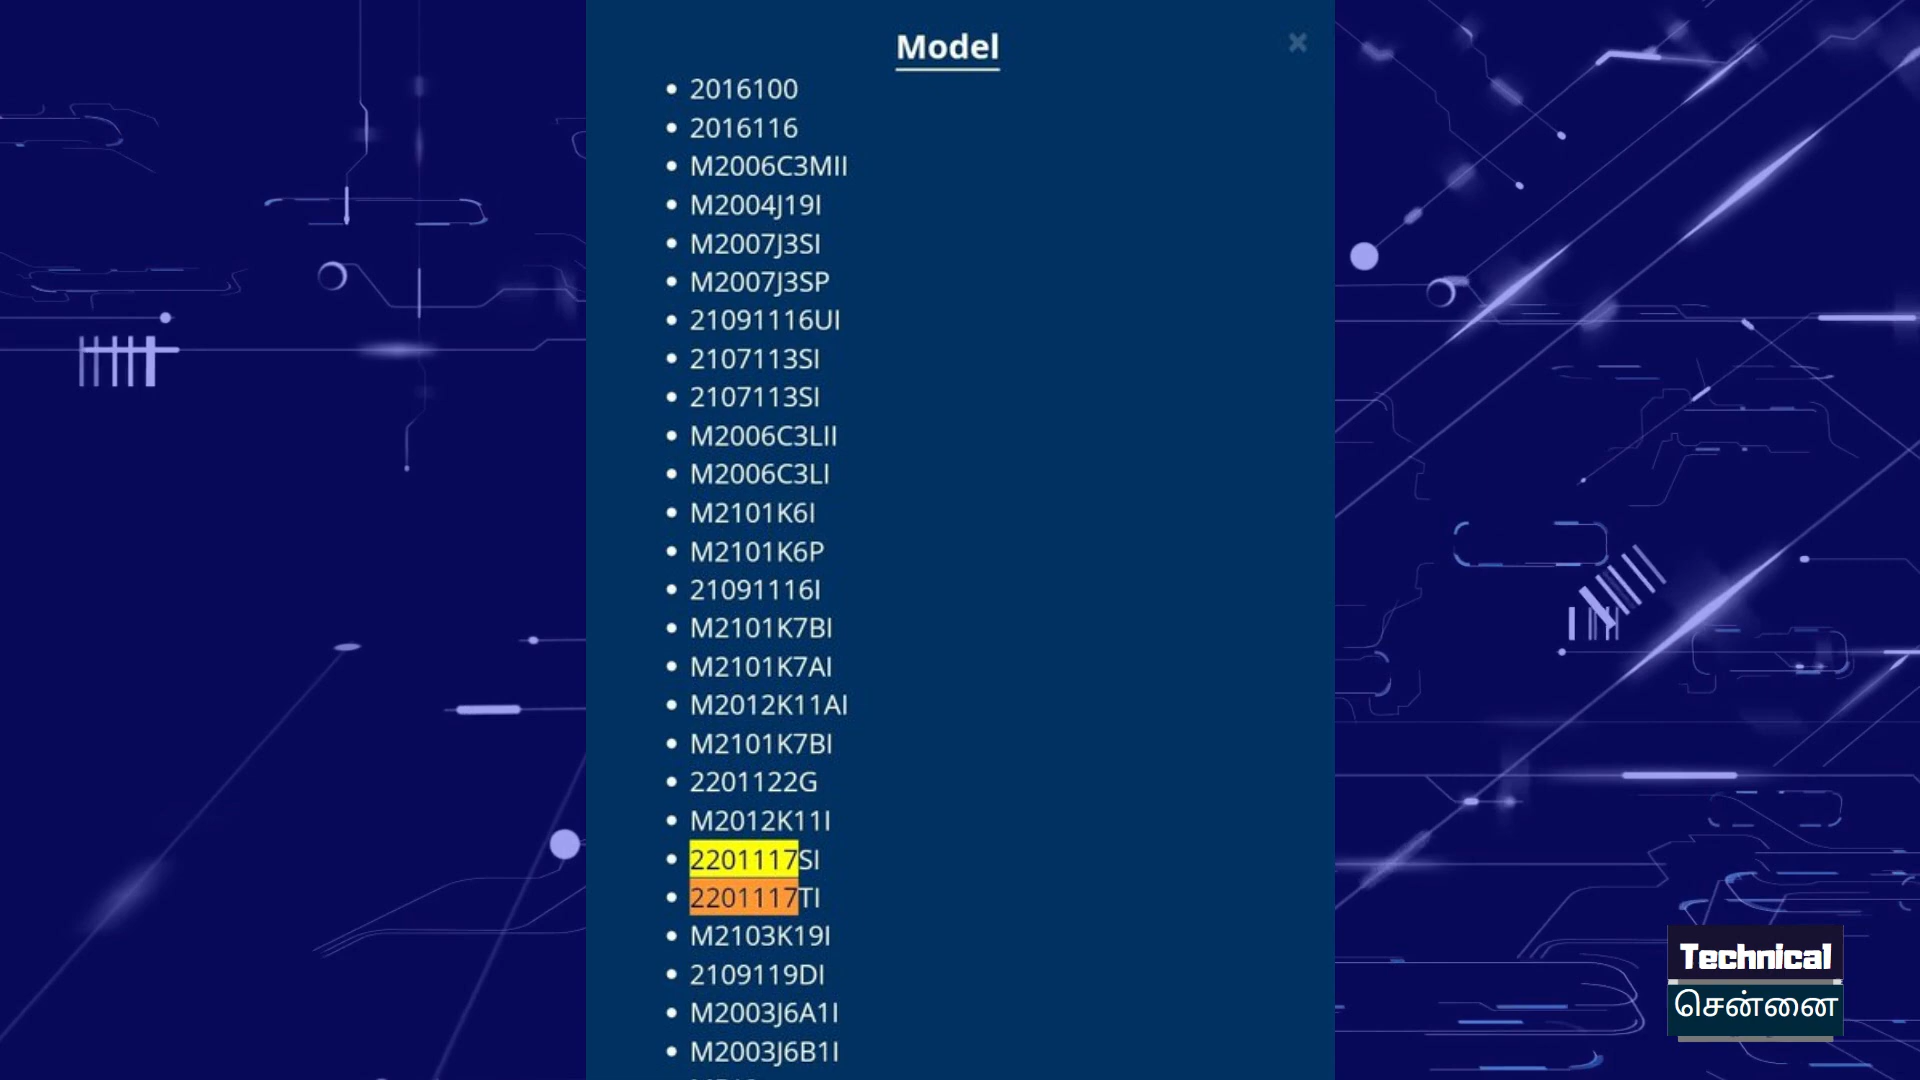 Model
×
2016100
2016116
M2006C3MII
M2004J19I
M2007J3SI
M2007J3SP
21091116UI
2107113SI
2107113SI
M2006C3LII
M2006C3LI
M2101K6I
M2101K6P
21091116I
M2101K7BI
M2101K7AI
M2012K11AI
M2101K7BI
2201122G
M2012K11I
2201117SI
2201117TI
M2103K19I
2109119DI
M2003J6A1I
M2003J6B1I
Technical
சென்னை